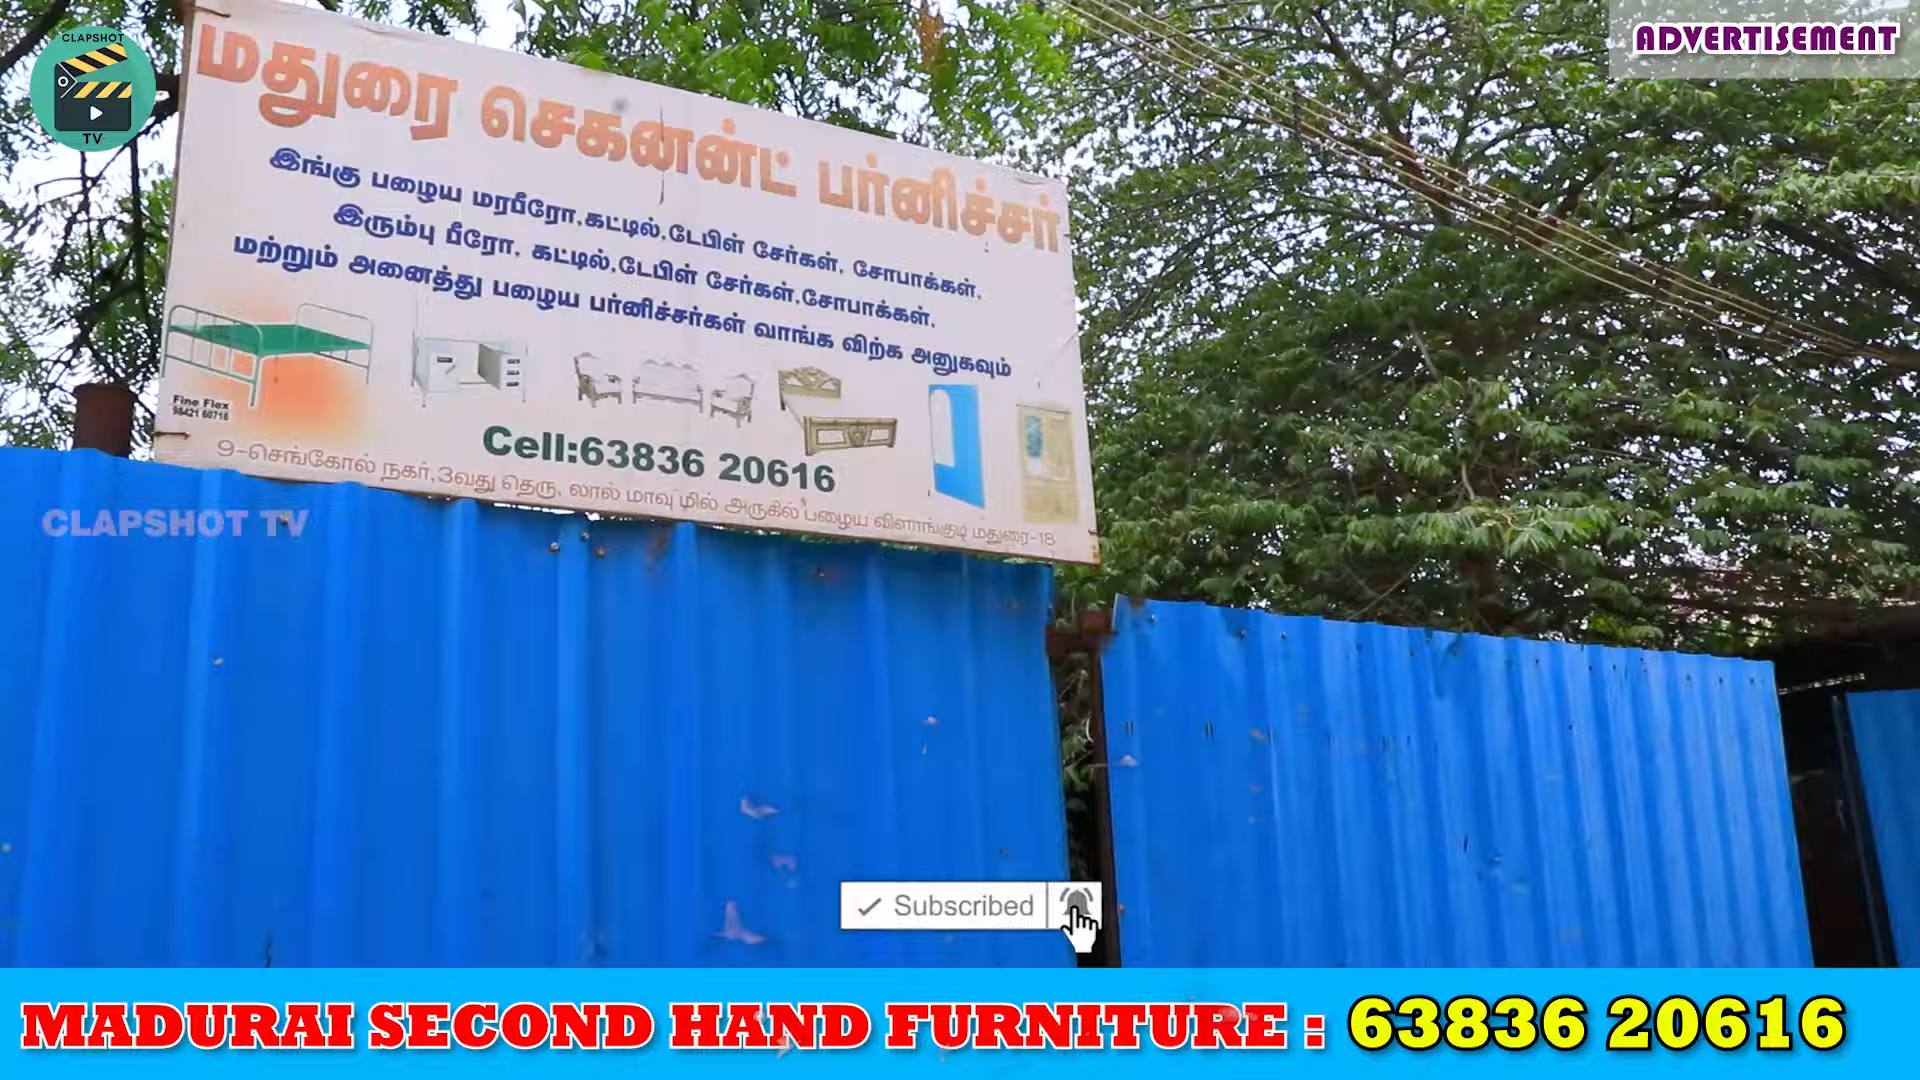 CLAPSHOT
TV
ADVERTISEMENT
மதுரை செகனன்ட் பர்னிச்சர்
இங்கு பழைய மரபீரோ,கட்டில்,டேபிள் சேர்கள், சோபாக்கள்,
இரும்பு பீரோ, கட்டில்,டேபிள் சேர்கள்,சோபாக்கள்,
மற்றும் அனைத்து பழைய பர்னிச்சர்கள் வாங்க விற்க அனுகவும்
Fine Flex
98421 60716
Cell:63836 20616
9-செங்கோல் நகர்,3வது தெரு, லால் மாவு மில் அருகில் பழைய விளாங்குடி மதுரை-18
CLAPSHOT TV
Subscribed
MADURAI SECOND HAND FURNITURE : 63836 20616